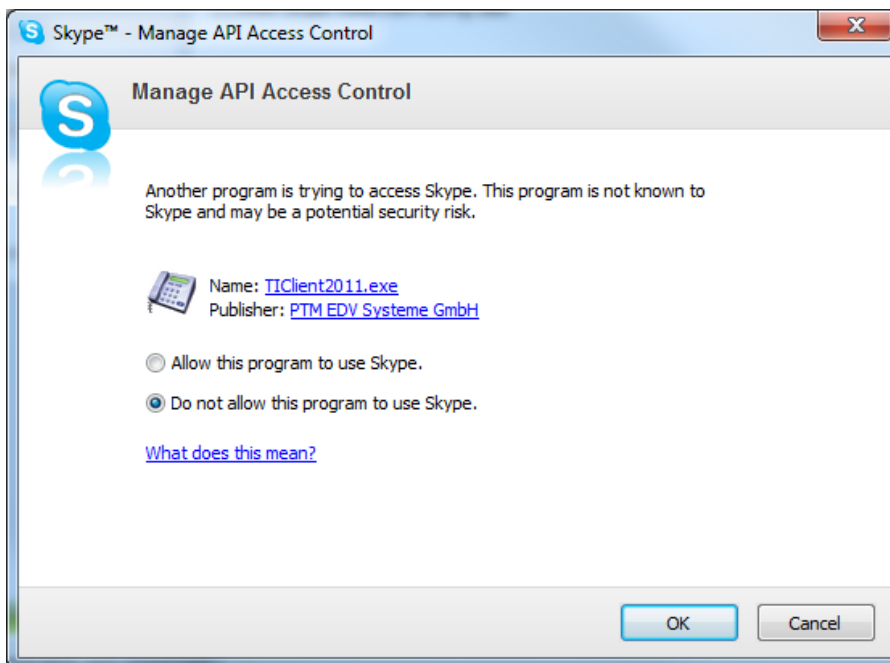 Skype™ - Manage API Access Control
Manage API Access Control
Another program is trying to access Skype. This program is not known to
Skype and may be a potential security risk.
Name: TIClient2011.exe
Publisher: PTM EDV Systeme GmbH
Allow this program to use Skype.
Do not allow this program to use Skype.
What does this mean?
OK Cancel